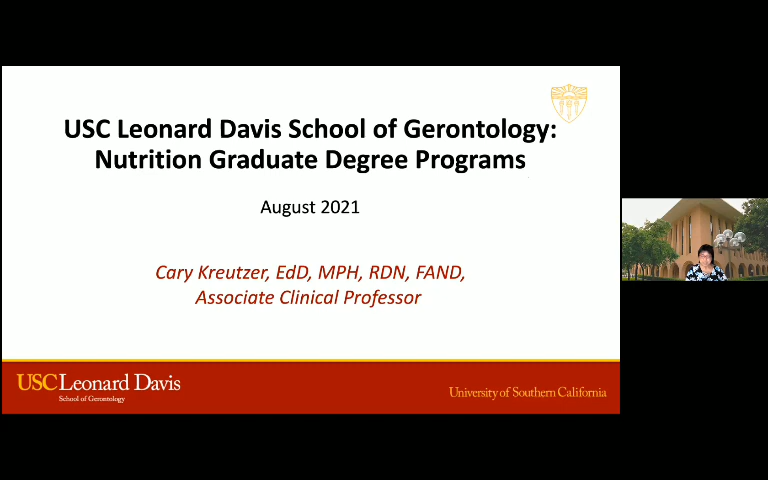 USC Leonard Davis School of Gerontology:
Nutrition Graduate Degree Programs
August 2021
Cary Kreutzer, EdD, MPH, RDN, FAND,
Associate Clinical Professor
USC Leonard Davis
School of Gerontology
University of Southern California